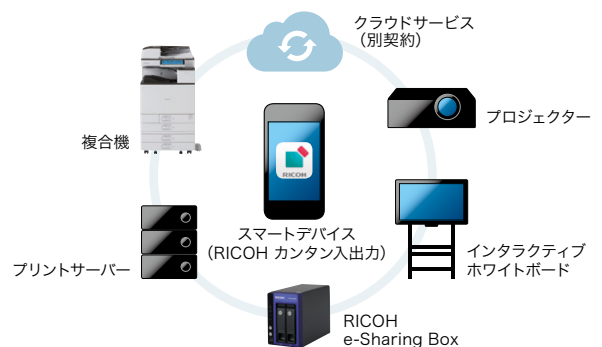 クラウドサービス
（別契約）
複合機
プロジェクター
RICOH
スマートデバイス
（RICOH カンタン入出力）
プリントサーバー
インタラクティブ
ホワイトボード
RICOH
e-Sharing Box